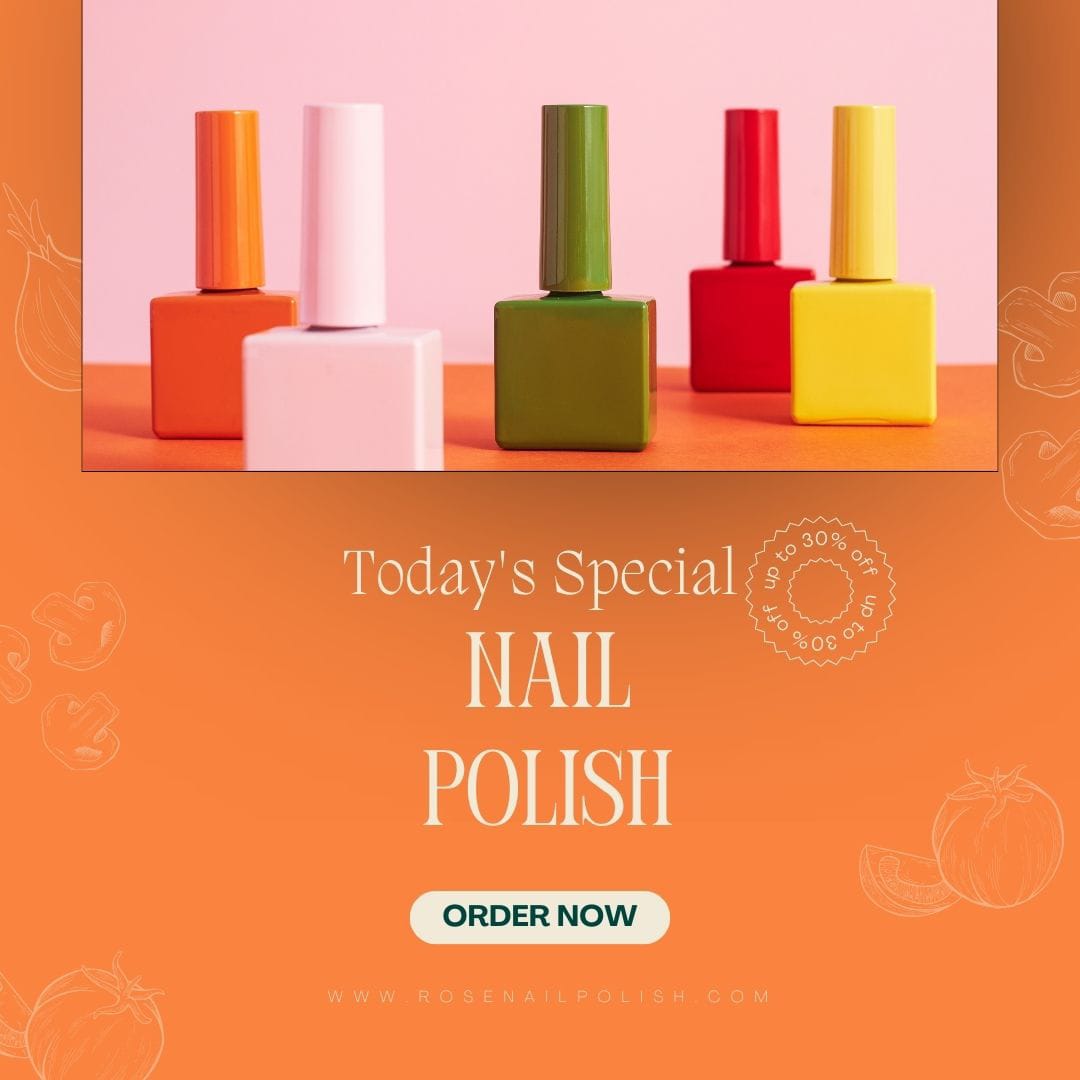 Today's Special
up to 30% off up to 30% off
NAIL
POLISH
ORDER NOW
WWW.ROSENAILPOLISH.COM